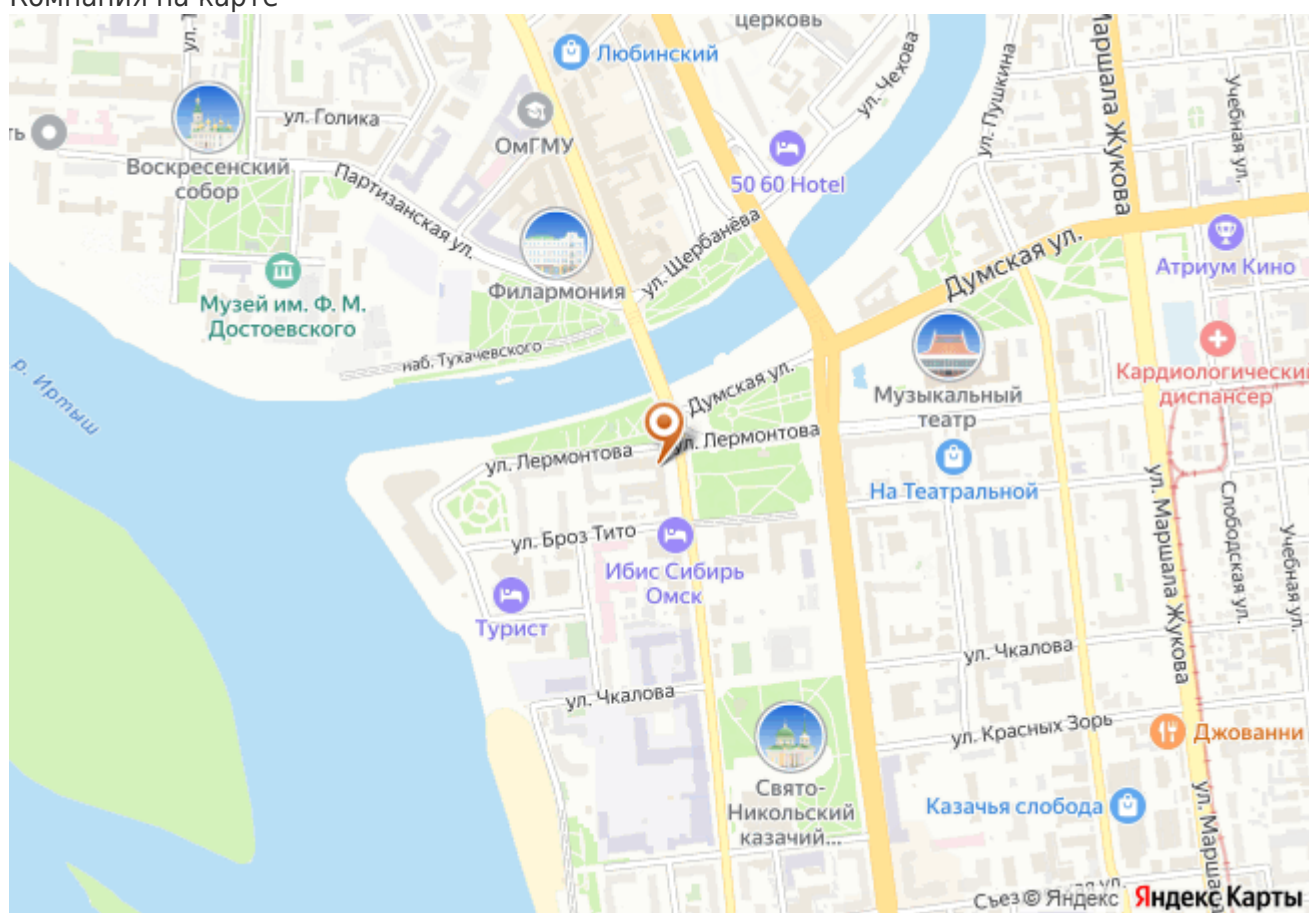 Компания на карте
церковь
Любинский
ул. Чехова
ул. Пушкина
Маршала Жукова
Учебная ул.
ул. Голика
ОмГМУ
Воскресенский
собор
50 60 Hotel
Партизанская ул.
ул. Щербанёва
Филармония
Думская ул.
Атриум Кино
Музей им. Ф. М.
Достоевского
наб. Тухачевского
р. Иртыш
Думская ул.
Музыкальный
театр
Кардиологический
диспансер
ул. Лермонтова
ул. Лермонтова
На Театральной
ул. Маршала Жукова
Слободская ул.
Учебная ул.
ул. Броз Тито
Ибис Сибирь
Омск
Турист
ул. Чкалова
ул. Чкалова
ул. Красных Зорь
Джованни
Свято-
Никольский
казачий...
Казачья слобода
ул. Марша
© Яндекс
Яндекс Карты